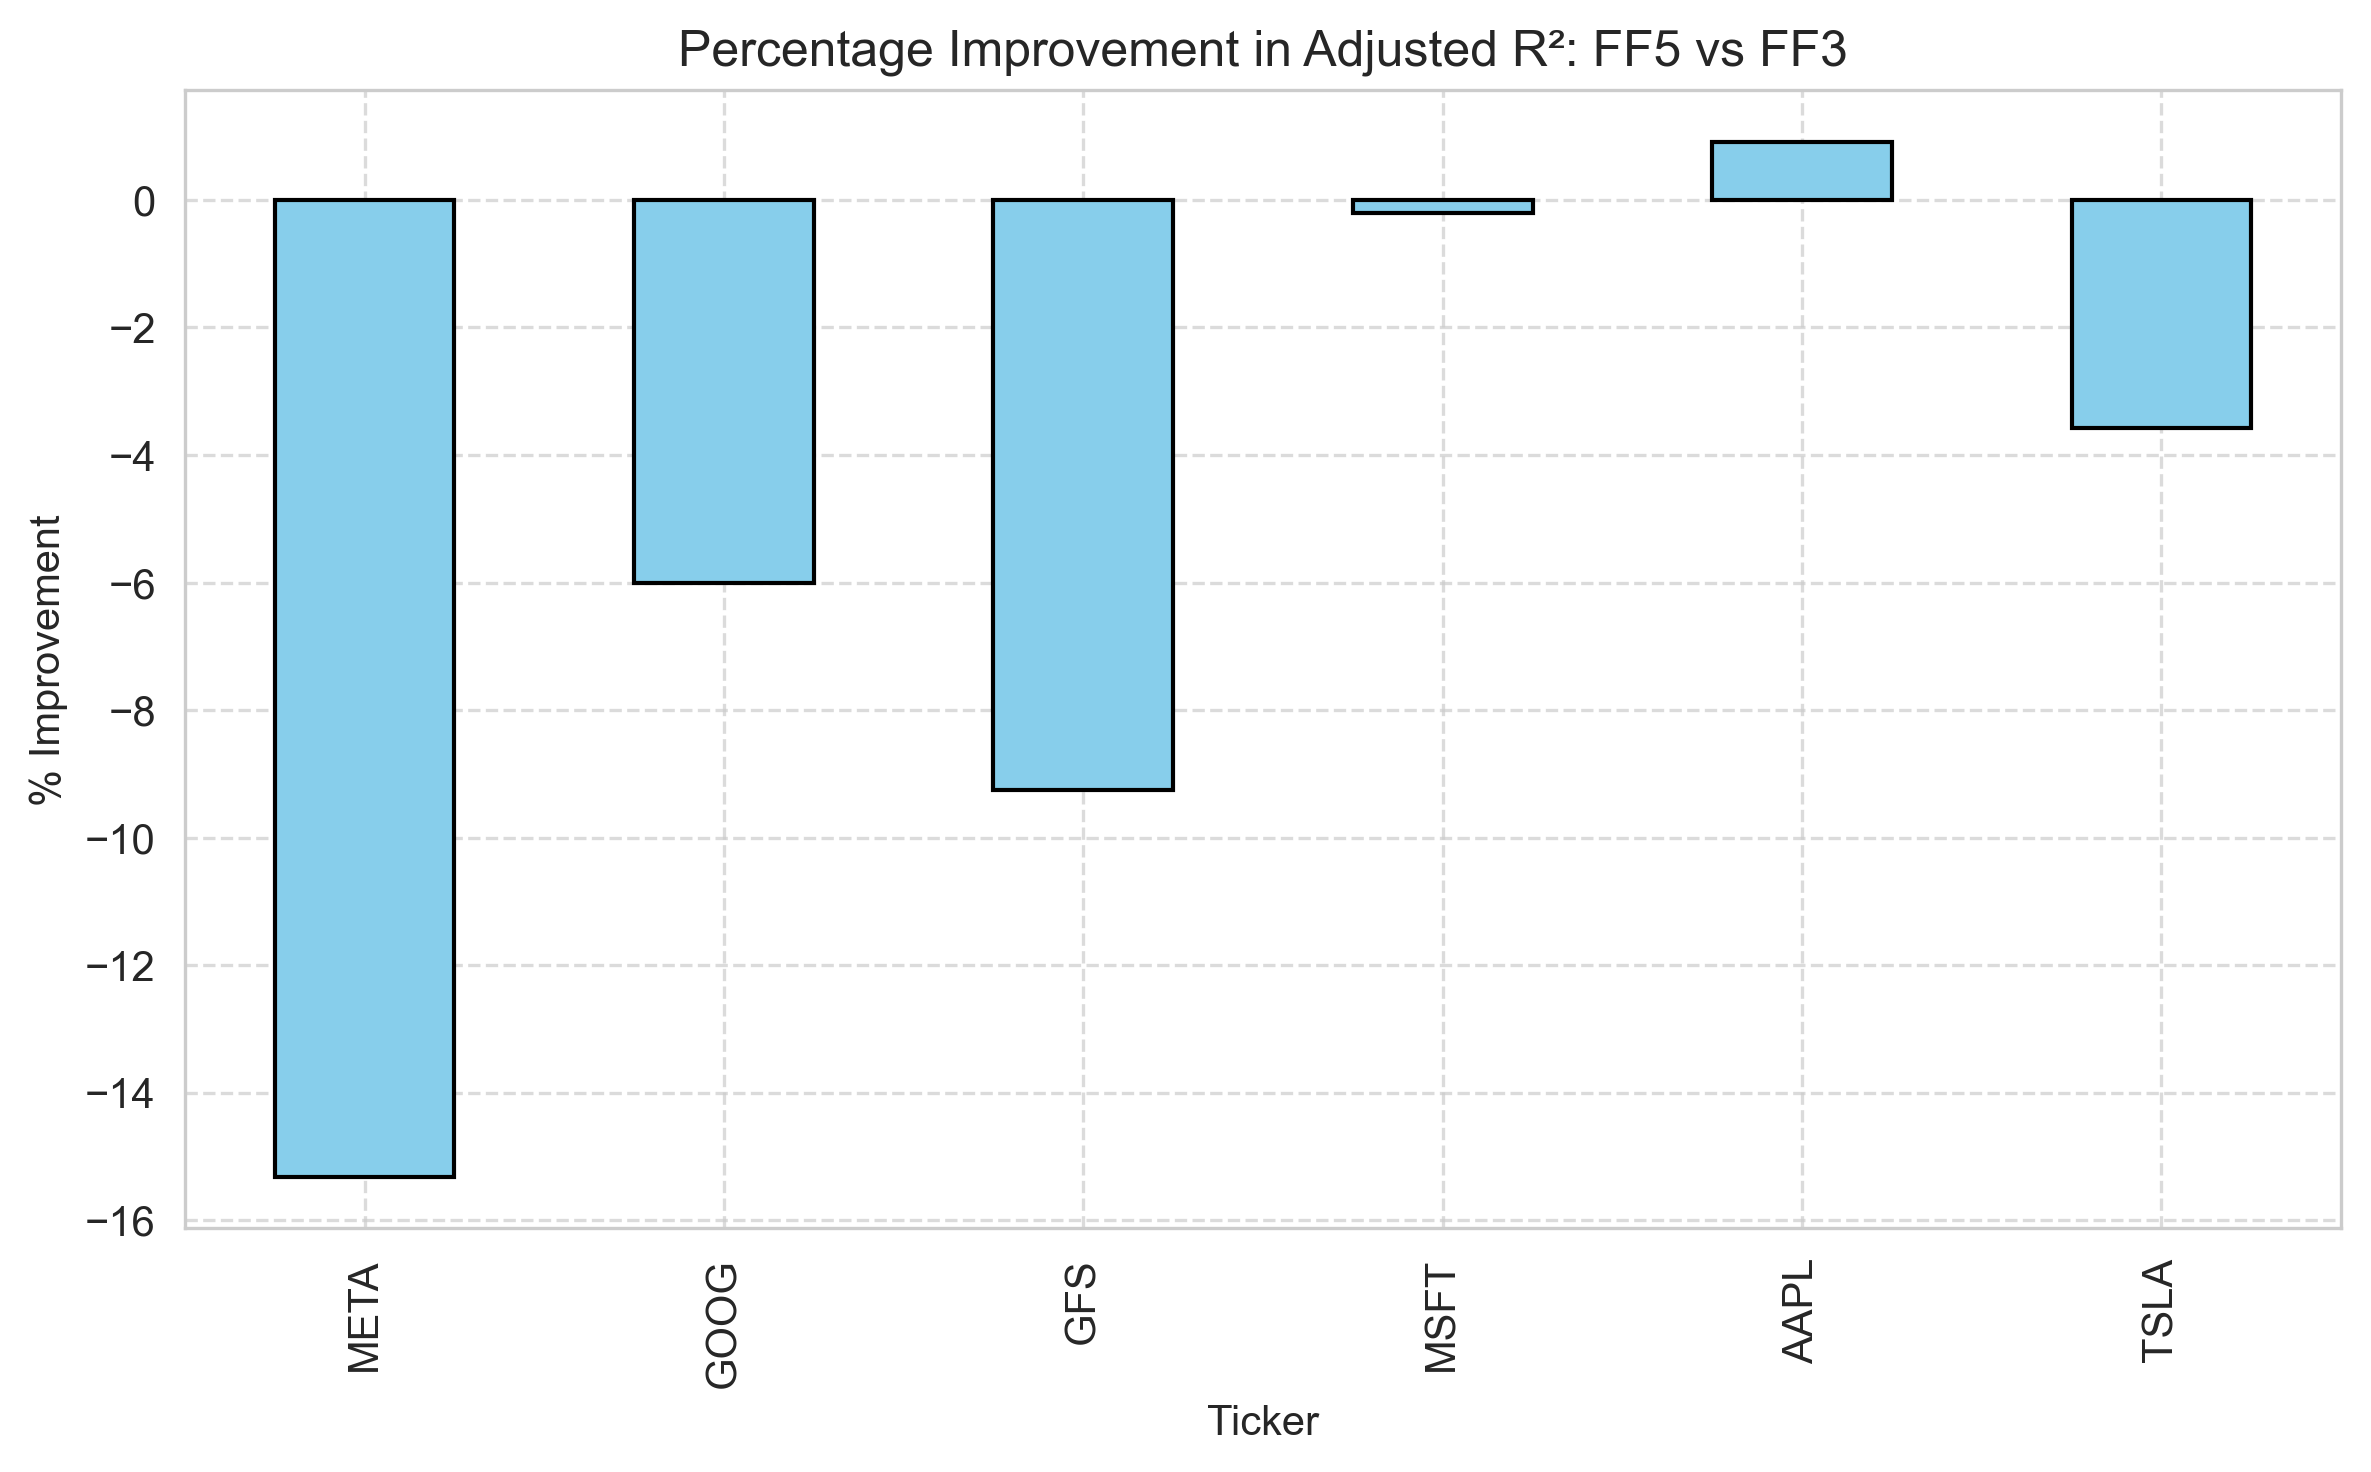 Percentage Improvement in Adjusted R²: FF5 vs FF3
% Improvement
0
−2
−4
−6
−8
−10
−12
−14
−16
META
GOOG
GFS
MSFT
AAPL
TSLA
Ticker